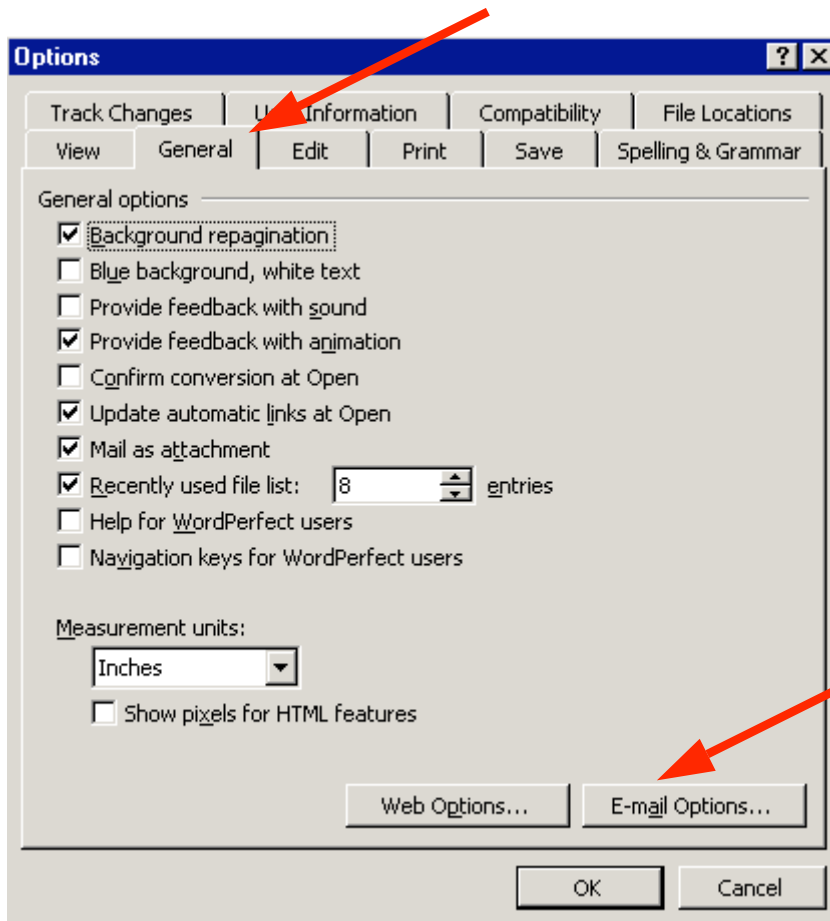 Options
Track Changes User Information Compatibility File Locations
View General Edit Print Save Spelling & Grammar
General options
Background repagination
Blue background, white text
Provide feedback with sound
Provide feedback with animation
Confirm conversion at Open
Update automatic links at Open
Mail as attachment
Recently used file list: 8 entries
Help for WordPerfect users
Navigation keys for WordPerfect users
Measurement units:
Inches
Show pixels for HTML features
Web Options... E-mail Options...
OK Cancel